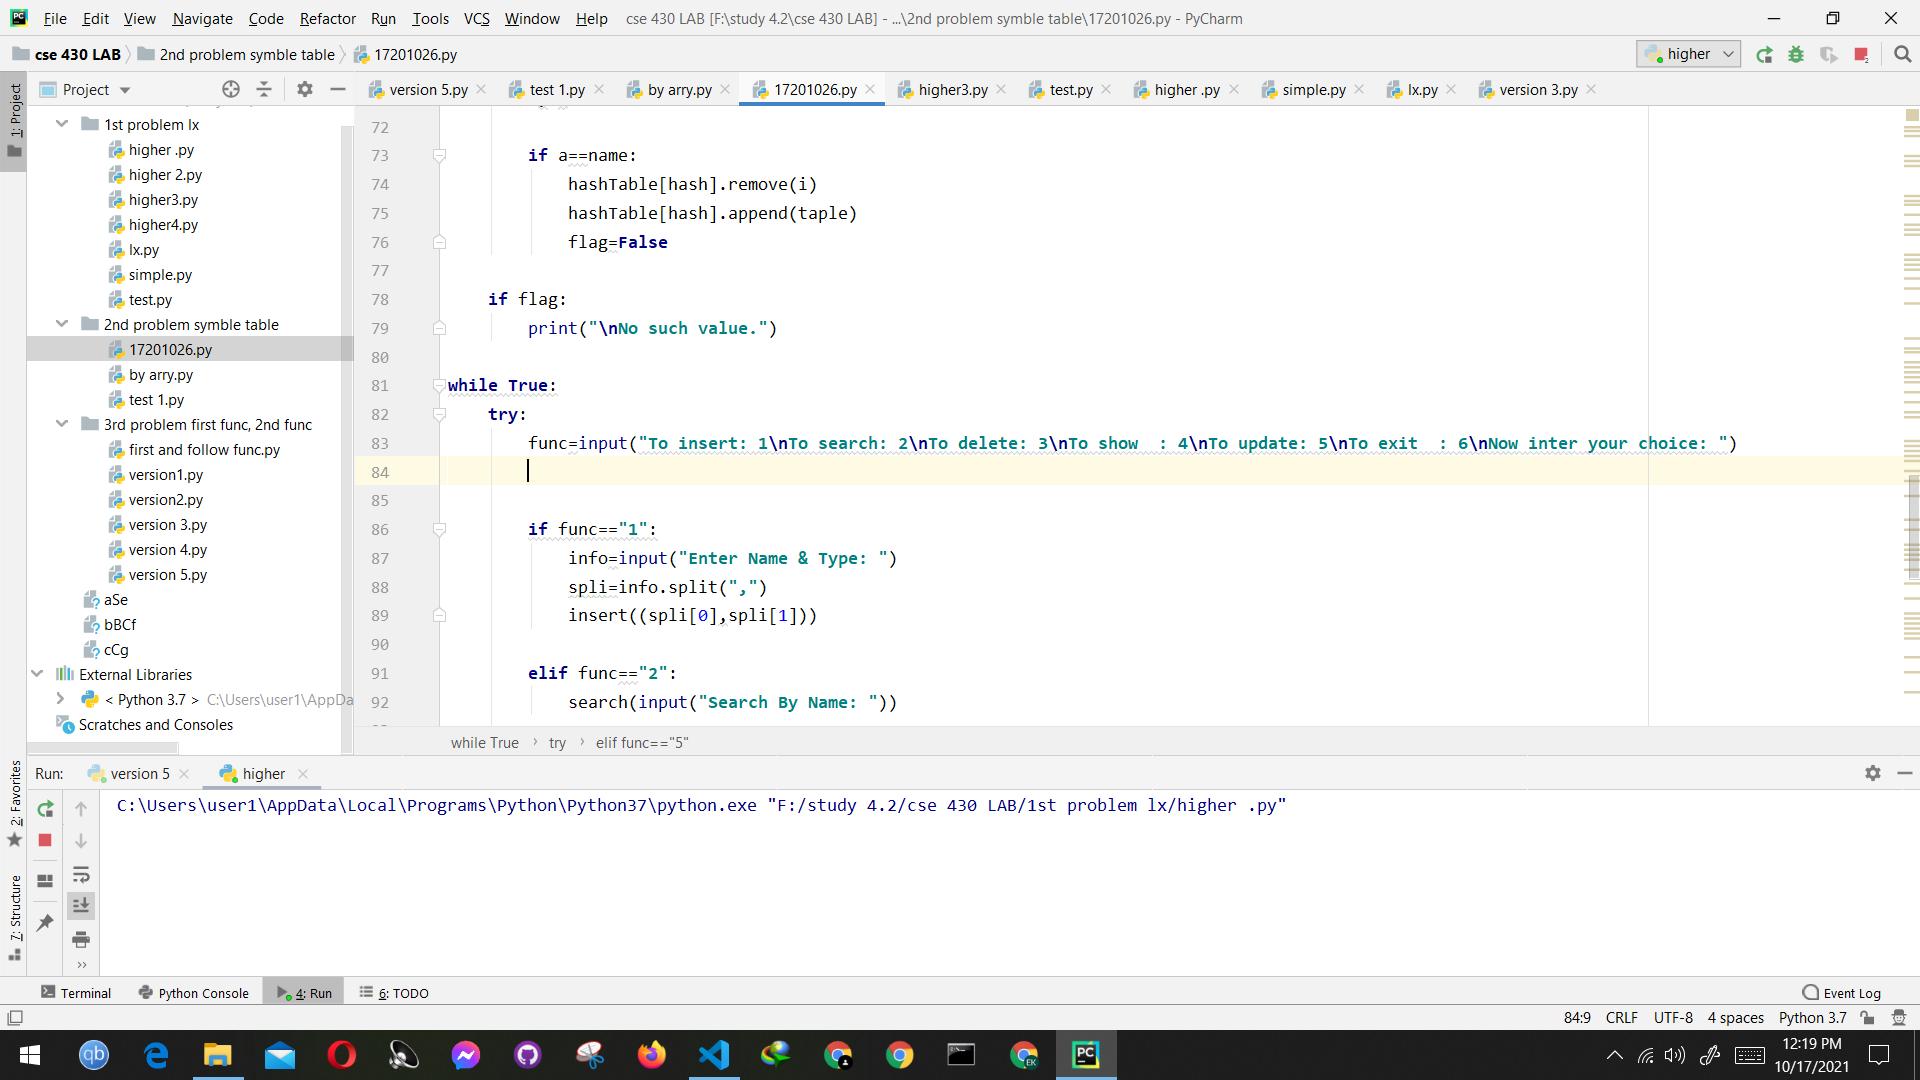 File Edit View Navigate Code Refactor Run Tools VCS Window Help cse 430 LAB [F:\study 4.2\cse 430 LAB] - ...\2nd problem symble table\17201026.py - PyCharm
cse 430 LAB 2nd problem symble table 17201026.py higher
1: Project
Project
version 5.py test 1.py by arry.py 17201026.py higher3.py test.py higher .py simple.py lx.py version 3.py
1st problem lx
higher .py
higher 2.py
higher3.py
higher4.py
lx.py
simple.py
test.py
2nd problem symble table
17201026.py
by arry.py
test 1.py
3rd problem first func, 2nd func
first and follow func.py
version1.py
version2.py
version 3.py
version 4.py
version 5.py
aSe
bBCf
cCg
External Libraries
< Python 3.7 > C:\Users\user1\AppDa
Scratches and Consoles
72
73 if a==name:
74 hashTable[hash].remove(i)
75 hashTable[hash].append(taple)
76 flag=False
77
78 if flag:
79 print("\nNo such value.")
80
81 while True:
82 try:
83 func=input("To insert: 1\nTo search: 2\nTo delete: 3\nTo show  : 4\nTo update: 5\nTo exit  : 6\nNow inter your choice: ")
84
85
86 if func=="1":
87 info=input("Enter Name & Type: ")
88 spli=info.split(",")
89 insert((spli[0],spli[1]))
90
91 elif func=="2":
92 search(input("Search By Name: "))
while True › try › elif func=="5"
Run: version 5 higher
2: Favorites
7: Structure
C:\Users\user1\AppData\Local\Programs\Python\Python37\python.exe "F:/study 4.2/cse 430 LAB/1st problem lx/higher .py"
Terminal Python Console 4: Run 6: TODO Event Log
84:9 CRLF UTF-8 4 spaces Python 3.7
12:19 PM
10/17/2021